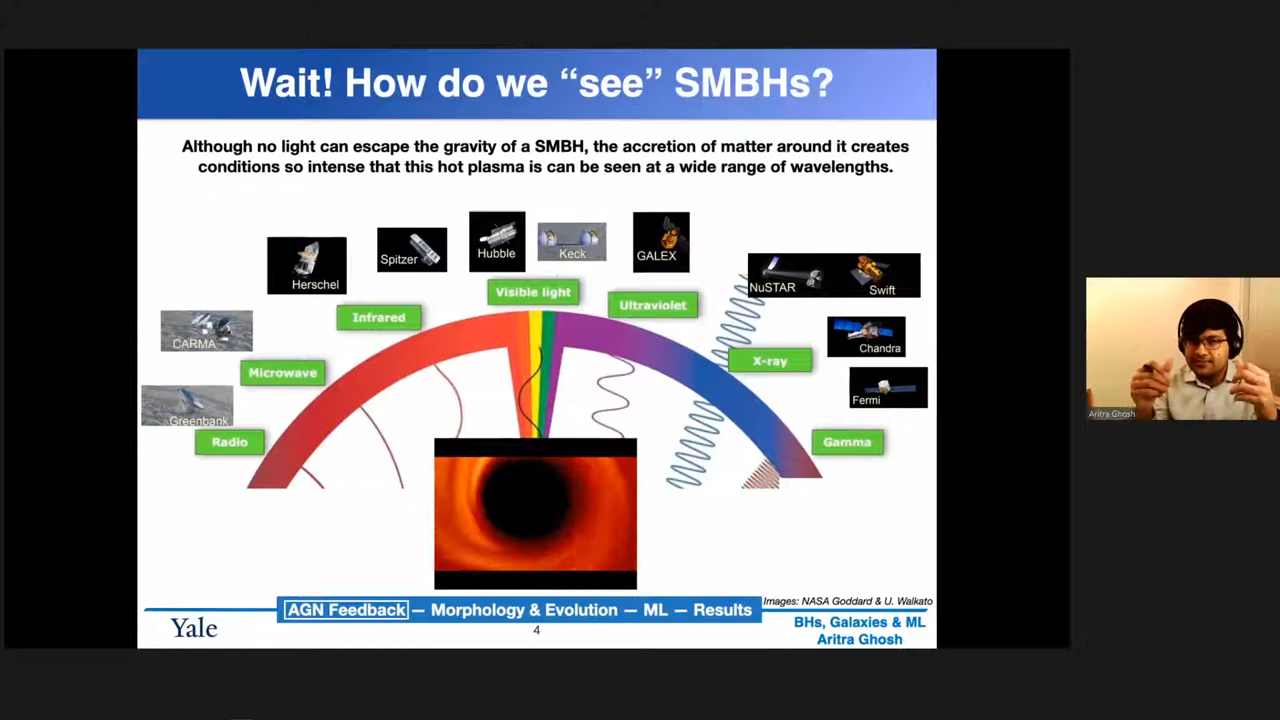 Wait! How do we “see” SMBHs?
Although no light can escape the gravity of a SMBH, the accretion of matter around it creates
conditions so intense that this hot plasma is can be seen at a wide range of wavelengths.
Herschel
Spitzer
Hubble
Keck
GALEX
NuSTAR
Swift
CARMA
Chandra
Greenbank
Fermi
Radio
Microwave
Infrared
Visible light
Ultraviolet
X-ray
Gamma
Aritra Ghosh
Images: NASA Goddard & U. Walkato
AGN Feedback — Morphology & Evolution — ML — Results
Yale
4
BHs, Galaxies & ML
Aritra Ghosh